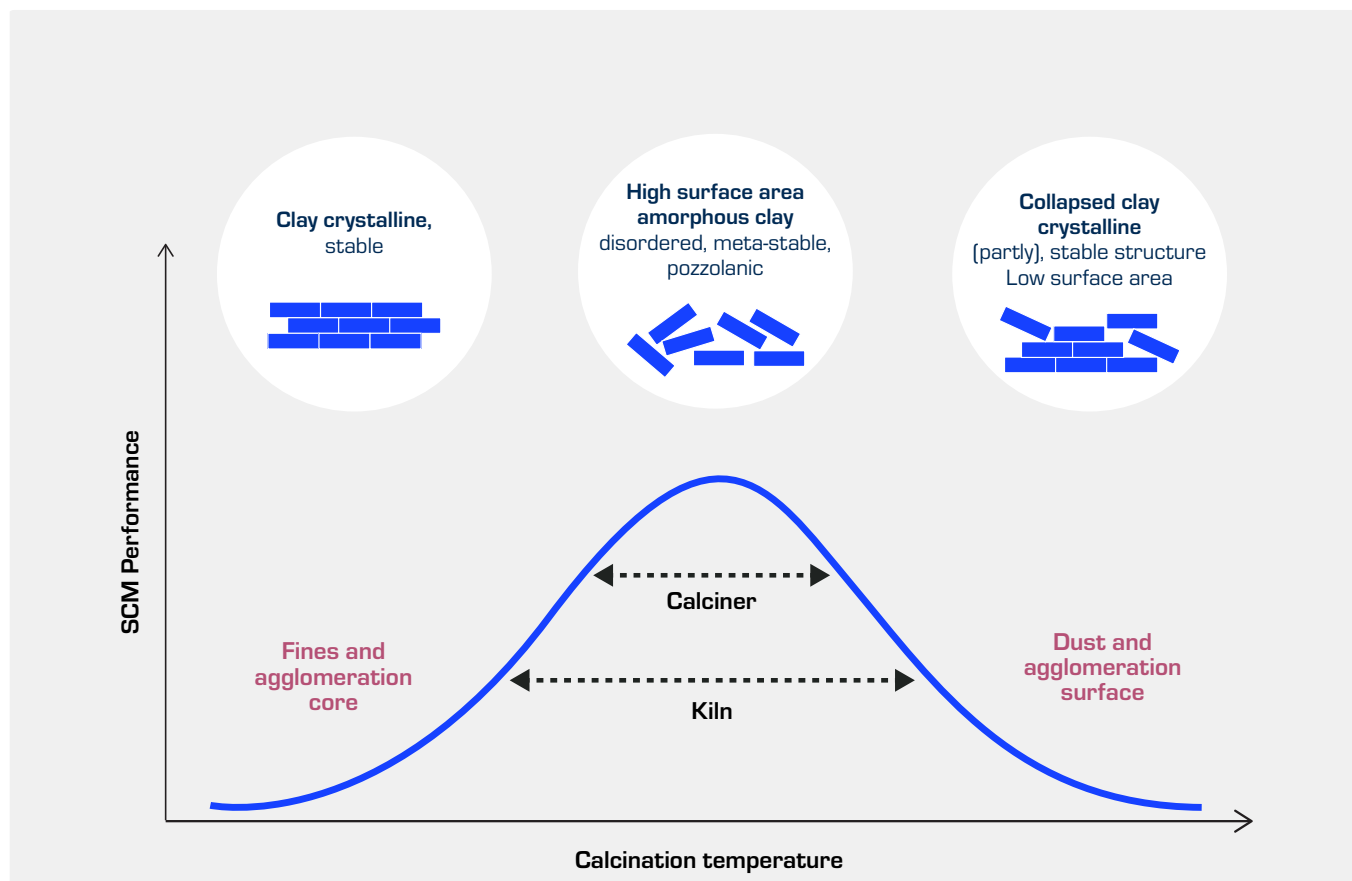 Clay crystalline,
stable
High surface area
amorphous clay
disordered, meta-stable,
pozzolanic
Collapsed clay
crystalline
(partly), stable structure
Low surface area
SCM Performance
Calciner
Fines and
agglomeration
core
Dust and
agglomeration
surface
Kiln
Calcination temperature